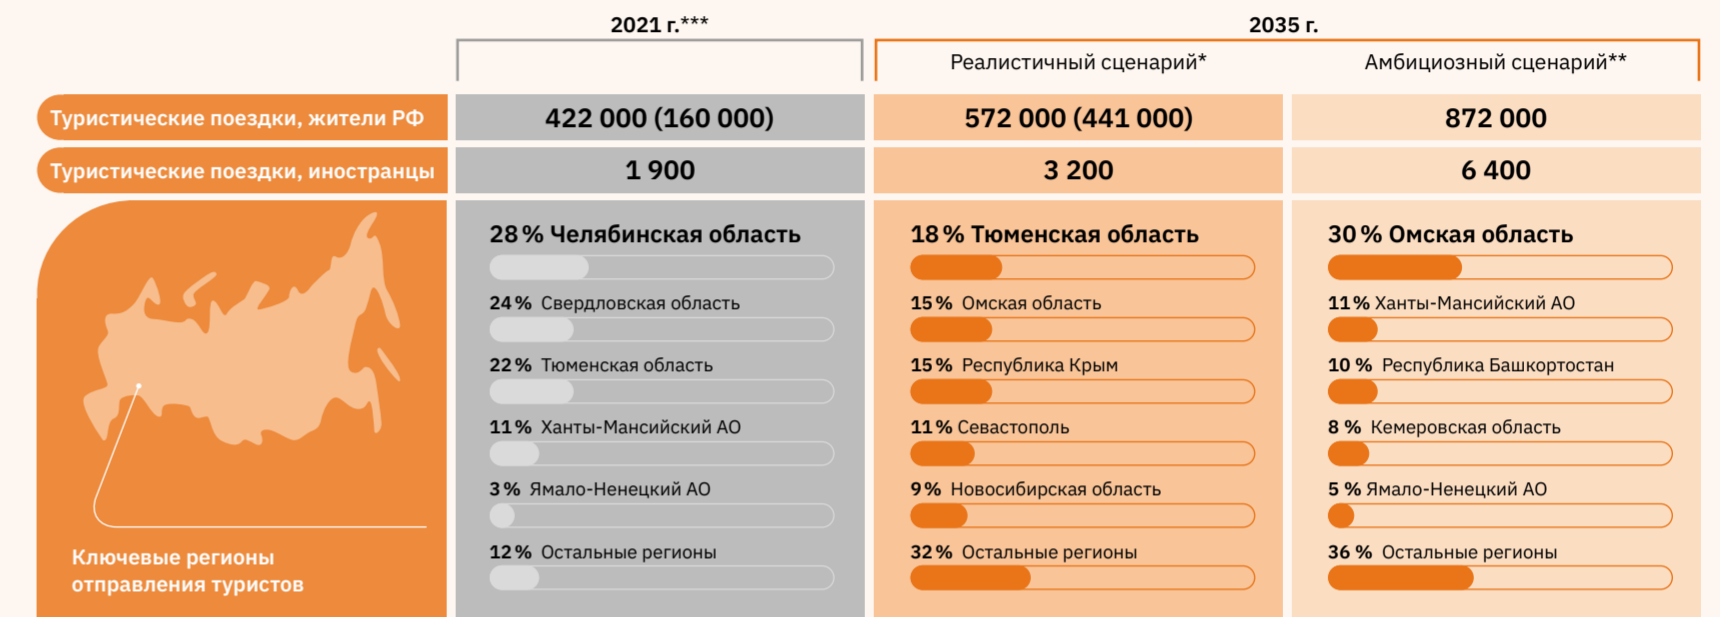 2021 г.***
2035 г.
Реалистичный сценарий*
Амбициозный сценарий**
Туристические поездки, жители РФ
422 000 (160 000)
572 000 (441 000)
872 000
Туристические поездки, иностранцы
1 900
3 200
6 400
Ключевые регионы
отправления туристов
28 % Челябинская область
24 % Свердловская область
22 % Тюменская область
11 % Ханты-Мансийский АО
3 % Ямало-Ненецкий АО
12 % Остальные регионы
18 % Тюменская область
15 % Омская область
15 % Республика Крым
11 % Севастополь
9 % Новосибирская область
32 % Остальные регионы
30 % Омская область
11 % Ханты-Мансийский АО
10 % Республика Башкортостан
8 % Кемеровская область
5 % Ямало-Ненецкий АО
36 % Остальные регионы